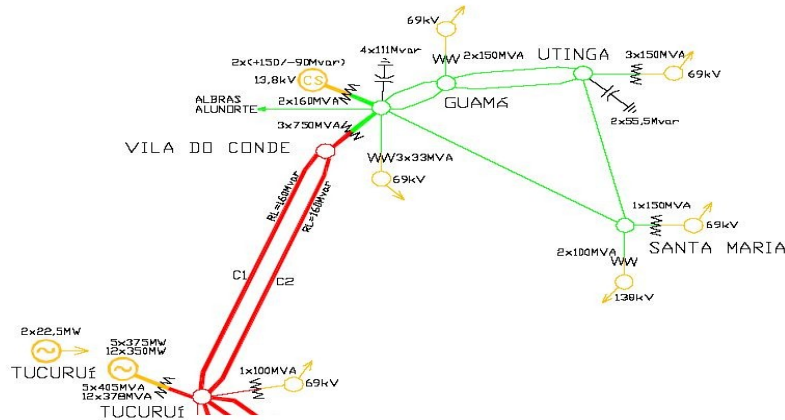 69kV
4x111Mvar
2x(+150/-90Mvar)
2x150MVA
UTINGA
3x150MVA
13,8kV
CS
69kV
2x160MVA
GUAMá
ALBRAS
ALUNORTE
2x55,5Mvar
3x750MVA
VILA DO CONDE
3x33MVA
69kV
RL=160Mvar
RL=160Mvar
1x150MVA
69kV
SANTA MARIA
2x100MVA
C1
C2
138kV
2x22,5MW
5x375MW
12x350MW
TUCURUí
1x100MVA
5x405MVA
69kV
12x378MVA
TUCURUí